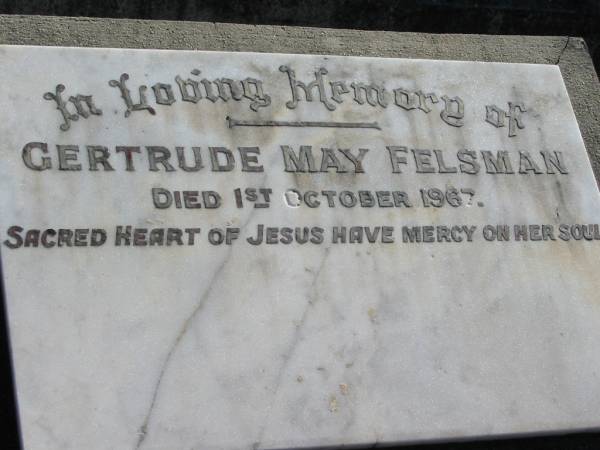 In Loving Memory of
GERTRUDE MAY FELSMAN
DIED 1ST OCTOBER 1967.
SACRED HEART OF JESUS HAVE MERCY ON HER SOUL